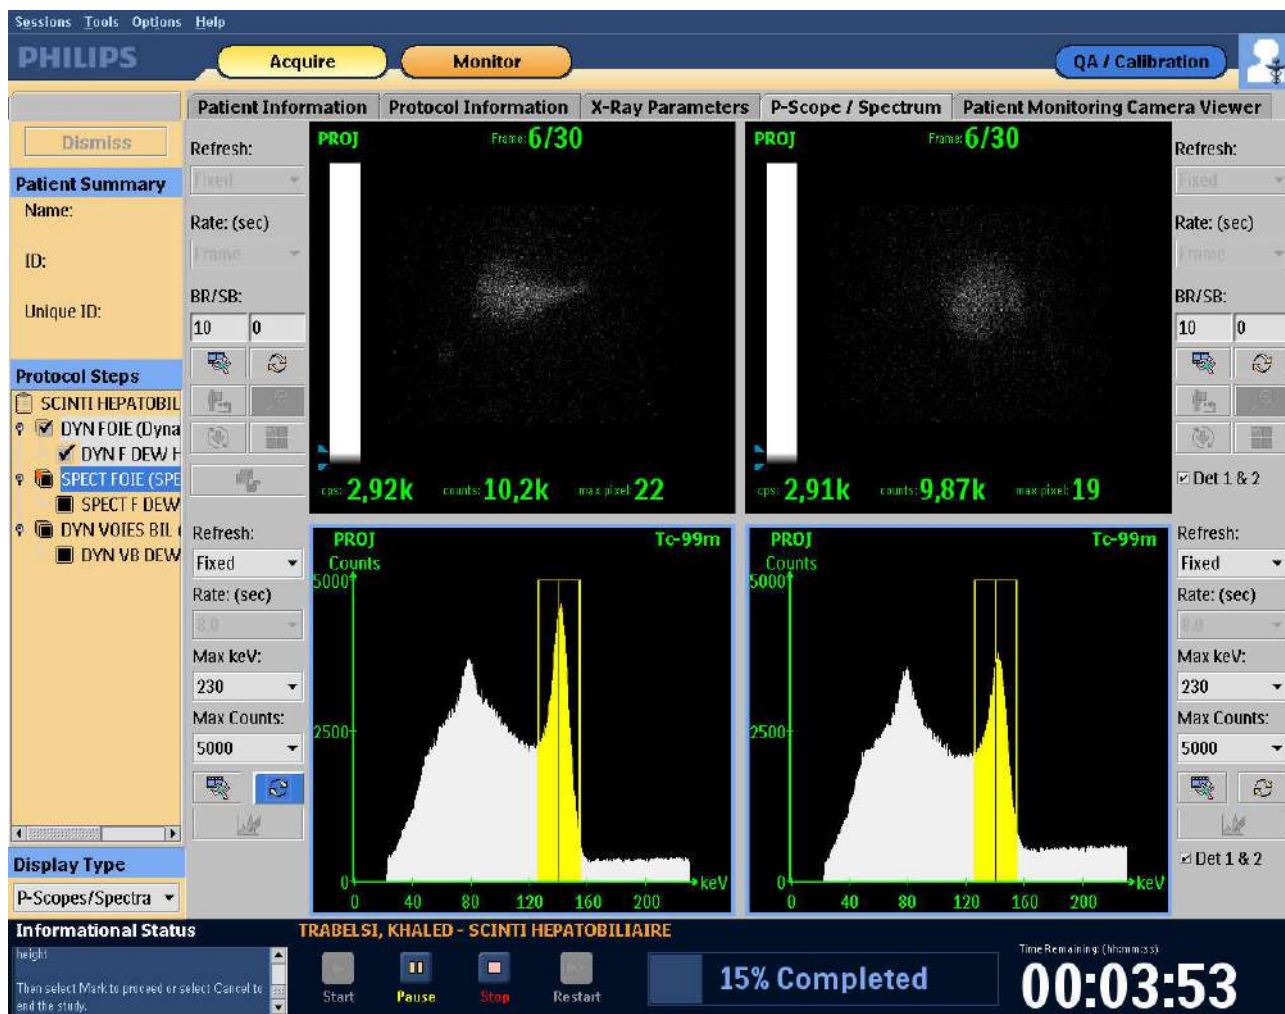 Sessions Tools Options Help
PHILIPS
Acquire
Monitor
QA / Calibration
Patient Information
Protocol Information
X-Ray Parameters
P-Scope / Spectrum
Patient Monitoring Camera Viewer
Dismiss
Patient Summary
Name:
ID:
Unique ID:
Protocol Steps
SCINTI HEPATOBIL
DYN FOIE (Dyna
DYN F DEW H
SPECT FOIE (SPE
SPECT F DEW
DYN VOIES BIL (
DYN VB DEW
Display Type
P-Scopes/Spectra
Refresh:
Fixed
Rate: (sec)
Frame
BR/SB:
10 0
Refresh:
Fixed
Rate: (sec)
8,0
Max keV:
230
Max Counts:
5000
PROJ Frame: 6/30
cps: 2,92k counts: 10,2k max pixel: 22
PROJ Frame: 6/30
cps: 2,91k counts: 9,87k max pixel: 19
PROJ Tc-99m
Counts
5000
2500
0
0 40 80 120 160 200 keV
PROJ Tc-99m
Counts
5000
2500
0
0 40 80 120 160 200 keV
Refresh:
Fixed
Rate: (sec)
Frame
BR/SB:
10 0
Det 1 & 2
Refresh:
Fixed
Rate: (sec)
8,0
Max keV:
230
Max Counts:
5000
Det 1 & 2
Informational Status
height
Then select Mark to proceed or select Cancel to
end the study.
TRABELSI, KHALED - SCINTI HEPATOBILIAIRE
Start
Pause
Stop
Restart
15% Completed
Time Remaining: (hh:mm:ss)
00:03:53